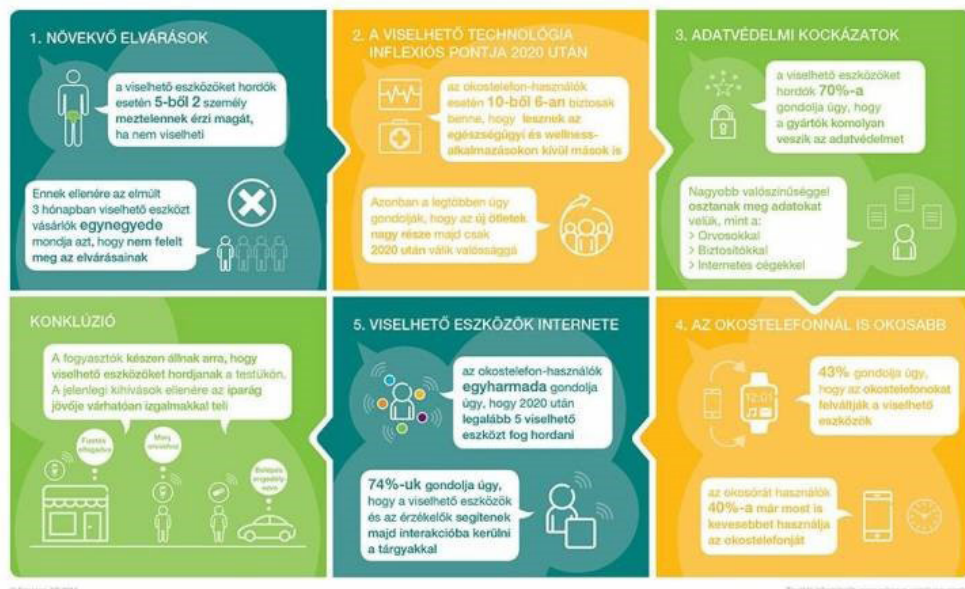 1. NÖVEKVŐ ELVÁRÁSOK
a viselhető eszközöket hordók
esetén 5-ből 2 személy
meztelennek érzi magát,
ha nem viselheti
Ennek ellenére az elmúlt
3 hónapban viselhető eszközt
vásárlók egynegyede
mondja azt, hogy nem felelt
meg az elvárásainak
2. A VISELHETŐ TECHNOLÓGIA
INFLEXIÓS PONTJA 2020 UTÁN
az okostelefon-használók
esetén 10-ből 6-an biztosak
benne, hogy lesznek az
egészségügyi és wellness-
alkalmazásokon kívül mások is
Azonban a legtöbben úgy
gondolják, hogy az új ötletek
nagy része majd csak
2020 után válik valósággá
3. ADATVÉDELMI KOCKÁZATOK
a viselhető eszközöket
hordók 70%-a
gondolja úgy, hogy
a gyártók komolyan
veszik az adatvédelmet
Nagyobb valószínűséggel
osztanak meg adatokat
velük, mint a:
> Orvosokkal
> Biztosítókkal
> Internetes cégekkel
4. AZ OKOSTELEFONNÁL IS OKOSABB
43% gondolja úgy,
hogy az okostelefonokat
felváltják a viselhető
eszközök
12:01
az okosórát használók
40%-a már most is
kevesebbet használja
az okostelefonját
5. VISELHETŐ ESZKÖZÖK INTERNETE
az okostelefon-használók
egyharmada gondolja
úgy, hogy 2020 után
legalább 5 viselhető
eszközt fog hordani
74%-uk gondolja úgy,
hogy a viselhető eszközök
és az érzékelők segítenek
majd interakcióba kerülni
a tárgyakkal
KONKLÚZIÓ
A fogyasztók készen állnak arra, hogy
viselhető eszközöket hordjanak a testükön.
A jelenlegi kihívások ellenére az iparág
jövője várhatóan izgalmakkal teli
Fizetés
elfogadva
Belépés